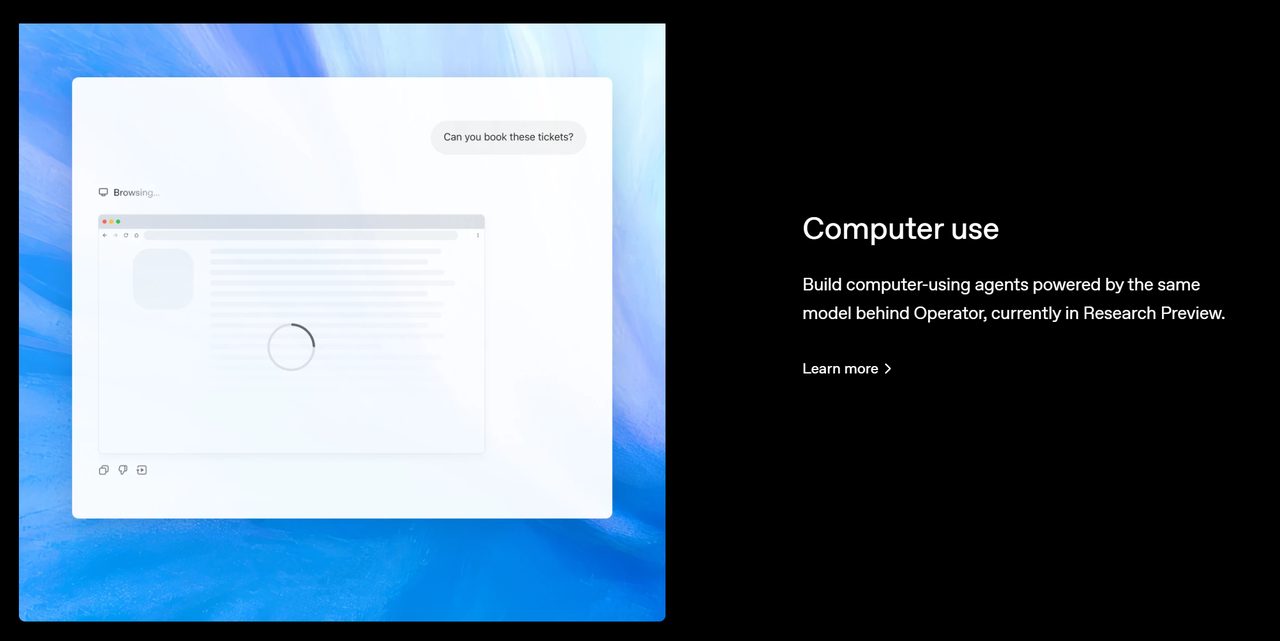 Can you book these tickets?
Browsing...
Computer use
Build computer-using agents powered by the same
model behind Operator, currently in Research Preview.
Learn more